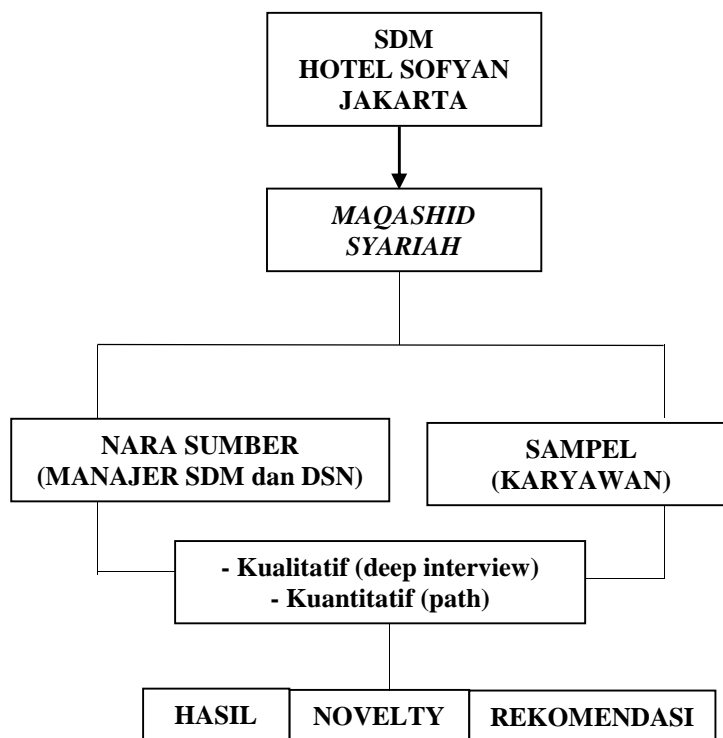 SDM
HOTEL SOFYAN
JAKARTA
MAQASHID
SYARIAH
NARA SUMBER
(MANAJER SDM dan DSN)
SAMPEL
(KARYAWAN)
- Kualitatif (deep interview)
- Kuantitatif (path)
HASIL
NOVELTY
REKOMENDASI